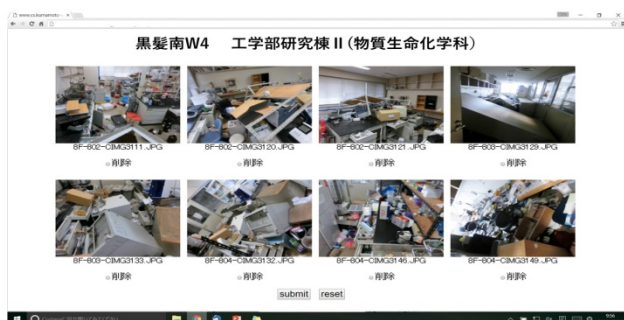 黒髪南W4 工学部研究棟Ⅱ(物質生命化学科)
8F-802-CIMG3111.JPG 8F-802-CIMG3120.JPG 8F-802-CIMG3121.JPG 8F-803-CIMG3129.JPG
削除 削除 削除 削除
8F-803-CIMG3133.JPG 8F-804-CIMG3132.JPG 8F-804-CIMG3146.JPG 8F-804-CIMG3149.JPG
削除 削除 削除 削除
submit reset